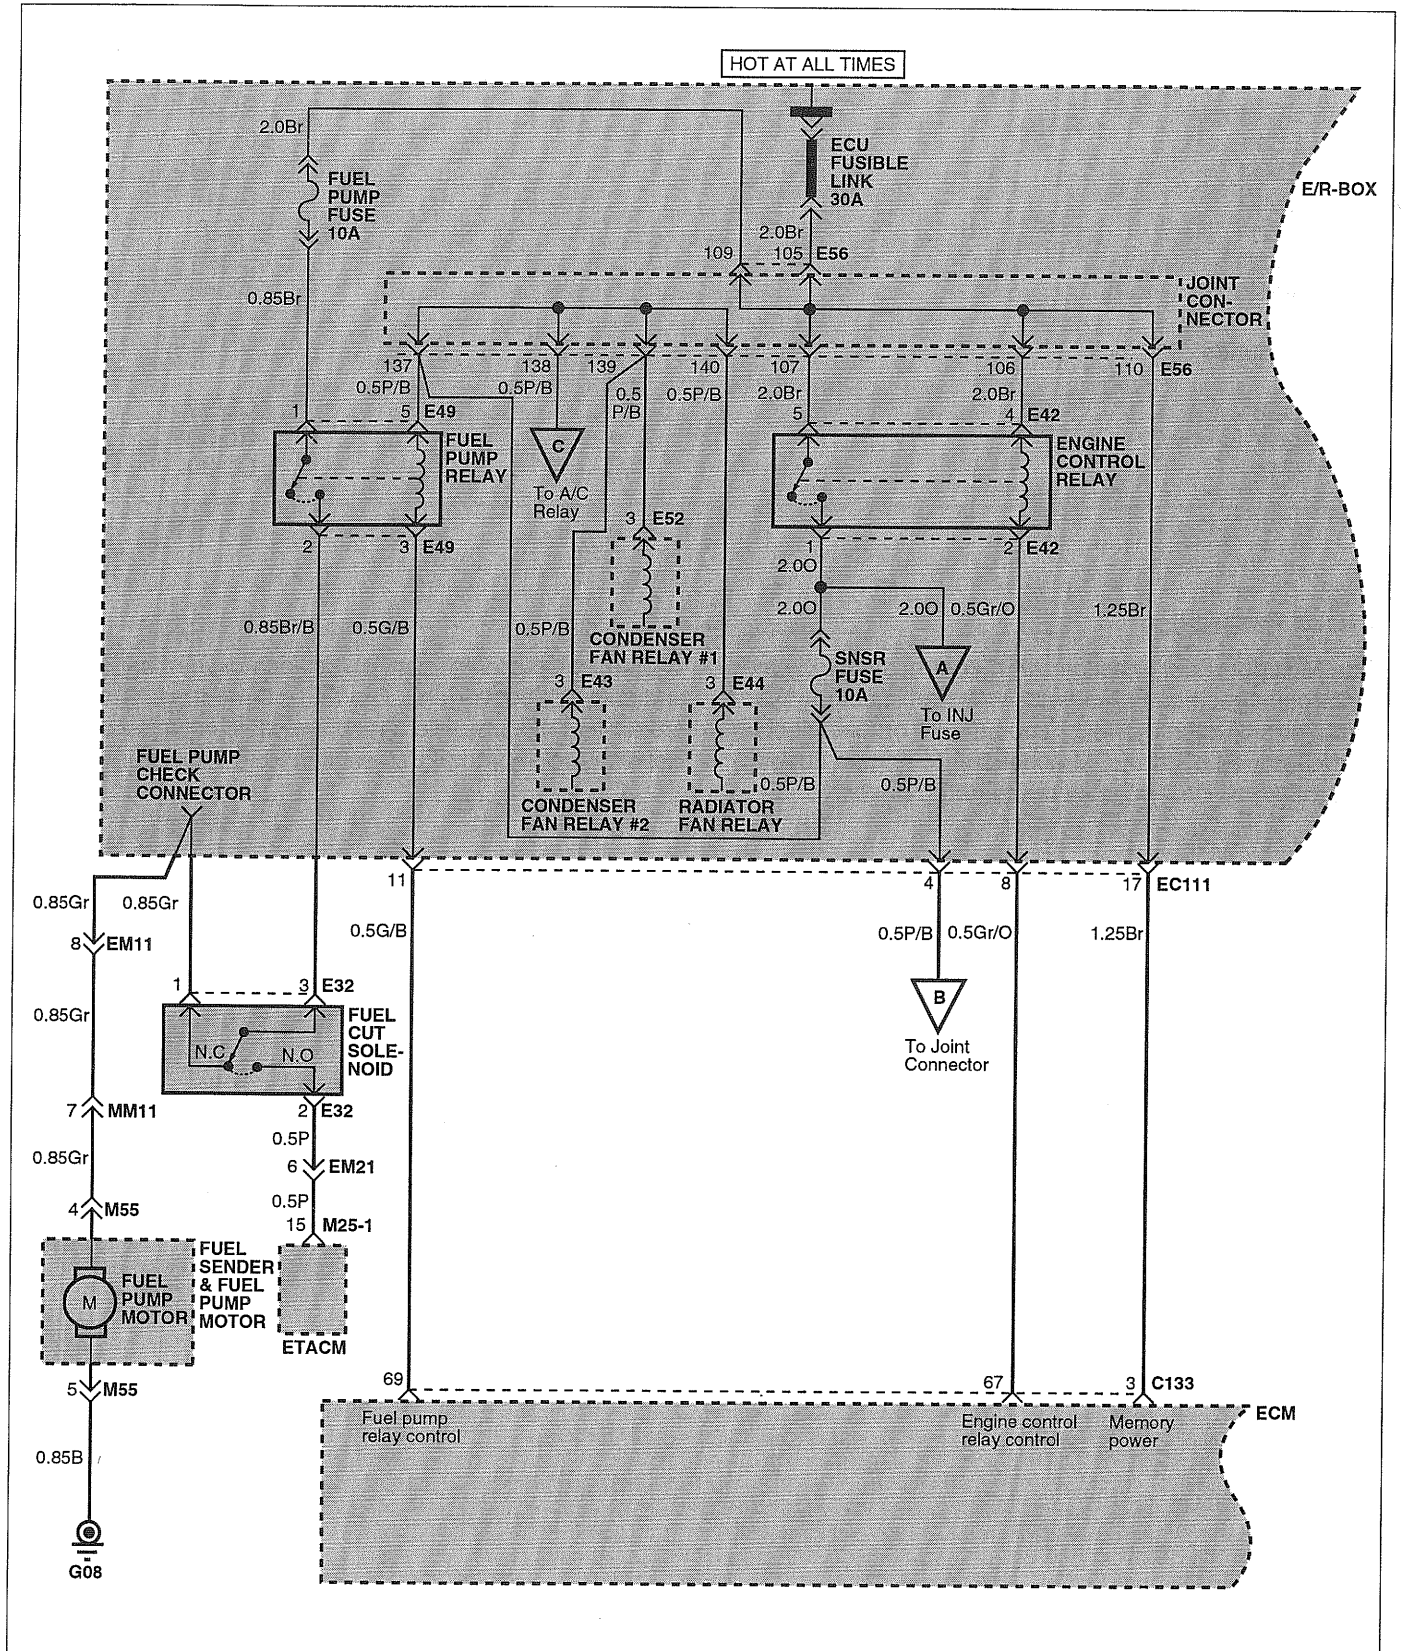 HOT AT ALL TIMES
2.0Br
FUEL
PUMP
FUSE
10A
ECU
FUSIBLE
LINK
30A
E/R-BOX
2.0Br
109
105
E56
0.85Br
JOINT
CON-
NECTOR
137
138
139
140
107
106
110
E56
0.5P/B
0.5P/B
0.5
P/B
0.5P/B
2.0Br
2.0Br
1
5
E49
5
4
E42
FUEL
PUMP
RELAY
C
To A/C
Relay
ENGINE
CONTROL
RELAY
3
E52
2
3
E49
1
2
E42
2.0O
2.0O
2.0O
0.5Gr/O
1.25Br
0.85Br/B
0.5G/B
0.5P/B
CONDENSER
FAN RELAY #1
SNSR
FUSE
10A
A
To INJ
Fuse
3
E43
3
E44
FUEL PUMP
CHECK
CONNECTOR
0.5P/B
0.5P/B
CONDENSER
FAN RELAY #2
RADIATOR
FAN RELAY
11
4
8
17
EC111
0.85Gr
0.85Gr
0.5G/B
0.5P/B
0.5Gr/O
1.25Br
8
EM11
1
3
E32
B
To Joint
Connector
0.85Gr
FUEL
CUT
SOLE-
NOID
N.C
N.O
7
MM11
2
E32
0.5P
0.85Gr
6
EM21
0.5P
4
M55
15
M25-1
FUEL
SENDER
& FUEL
PUMP
MOTOR
M
FUEL
PUMP
MOTOR
ETACM
5
M55
69
67
3
C133
Fuel pump
relay control
Engine control
relay control
Memory
power
ECM
0.85B
G08